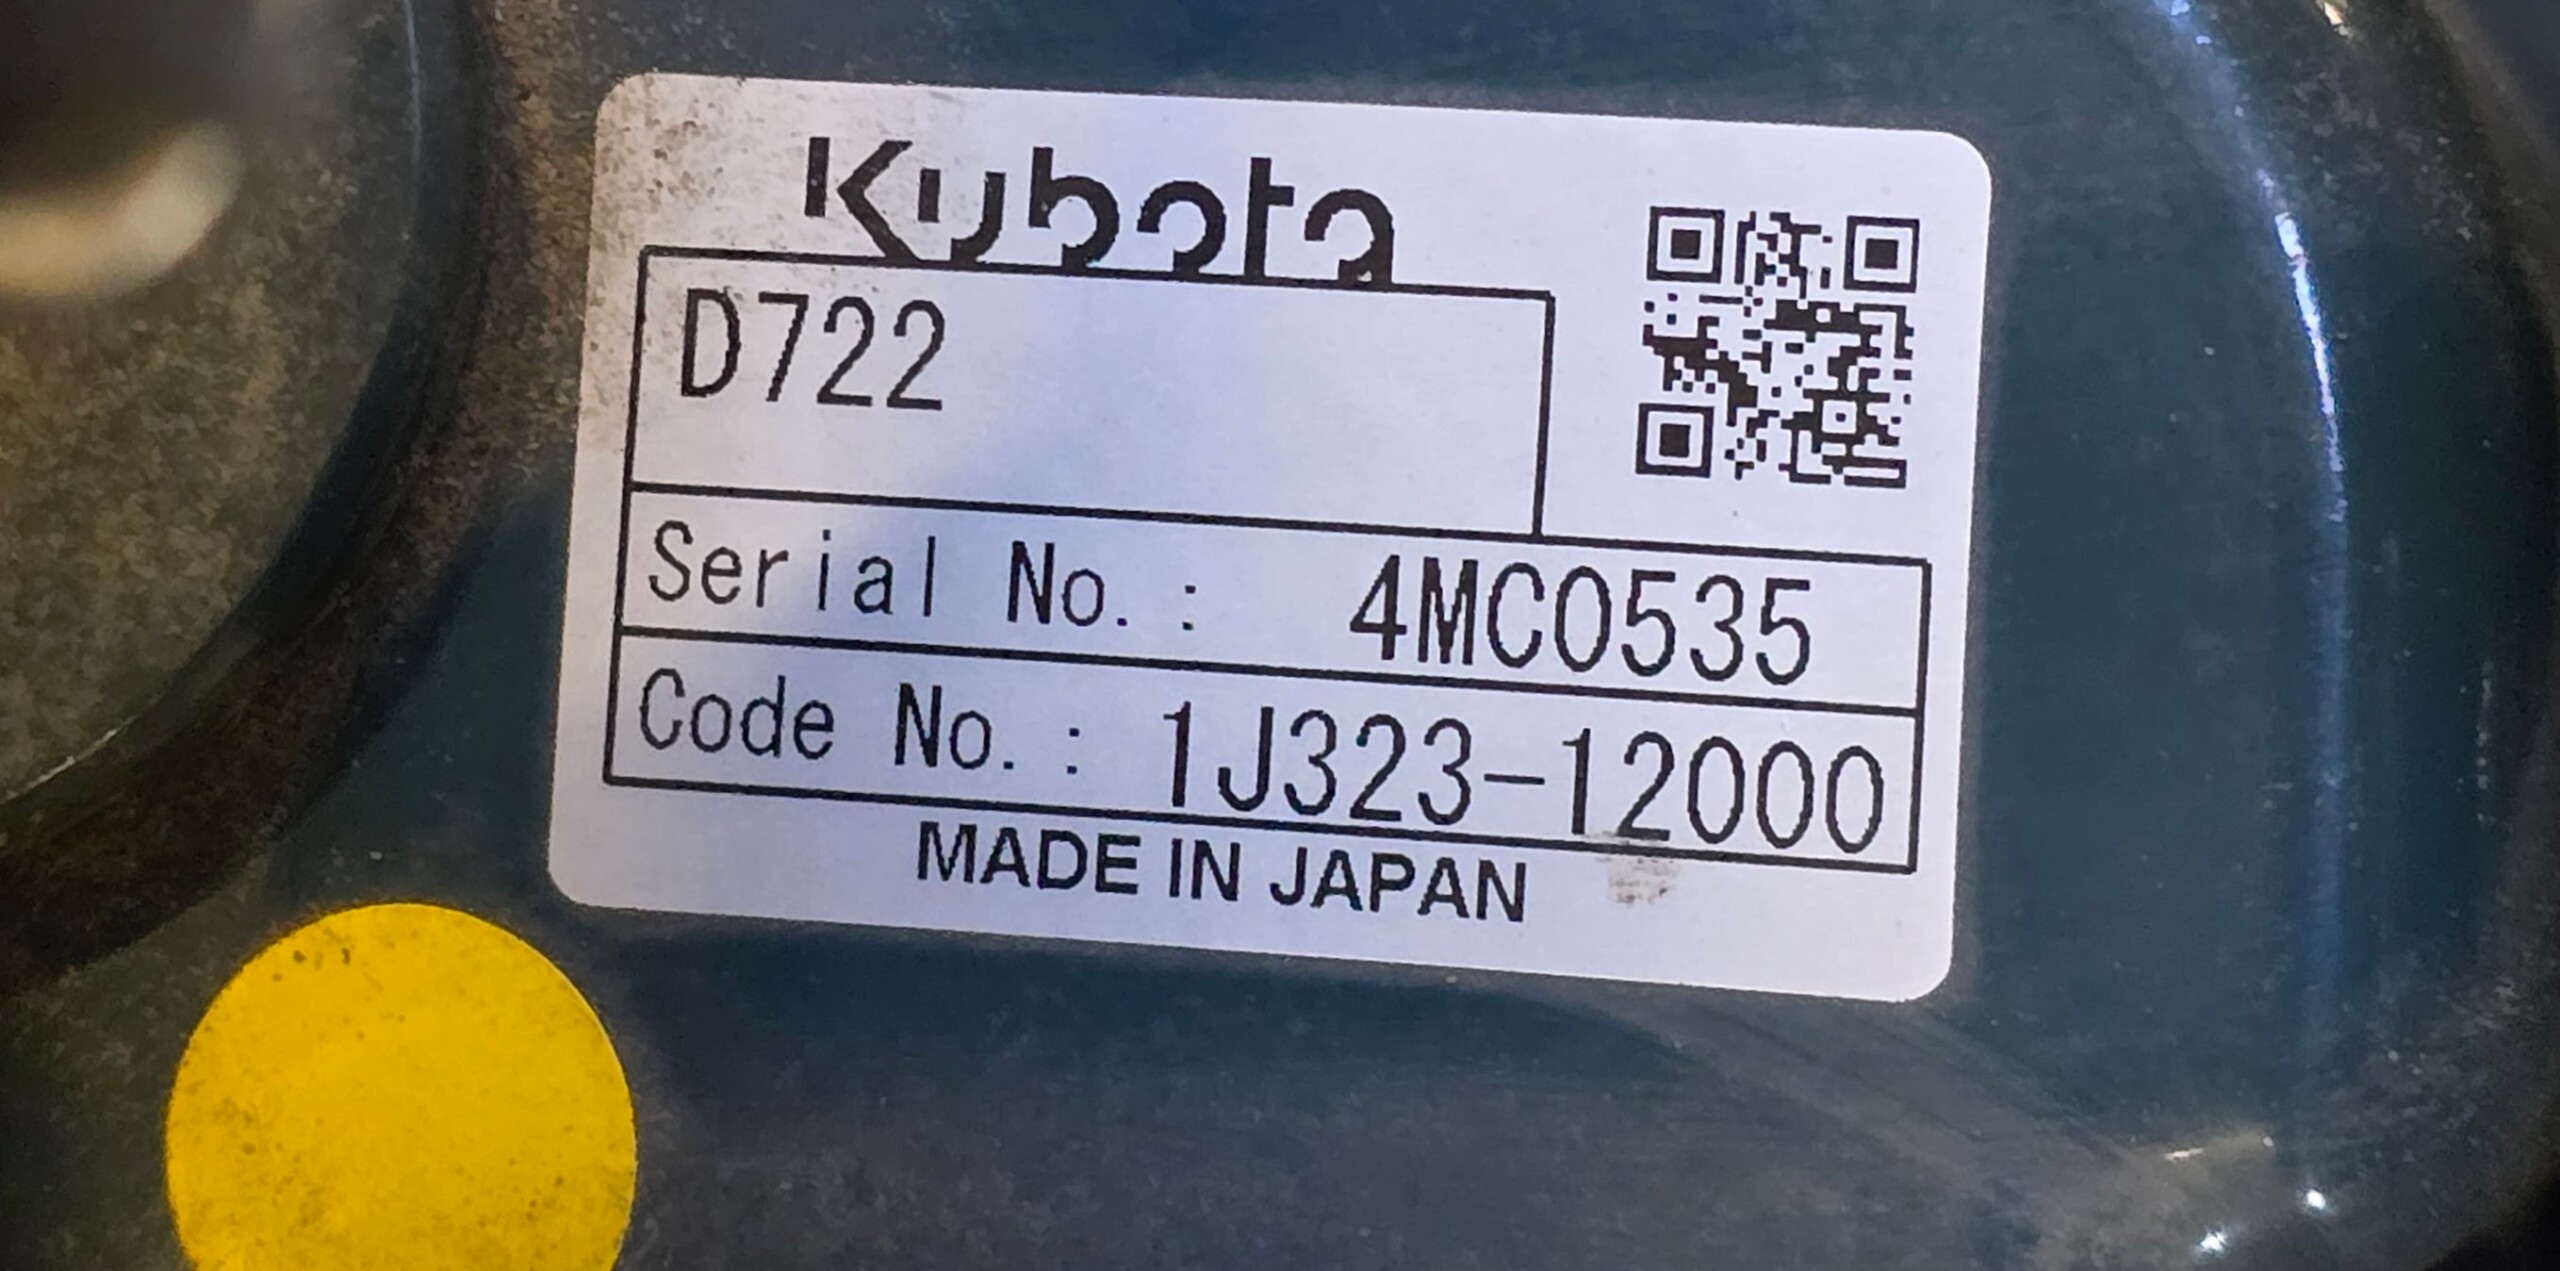 Kubota
D722
Serial No.: 4MC0535
Code No.: 1J323-12000
MADE IN JAPAN